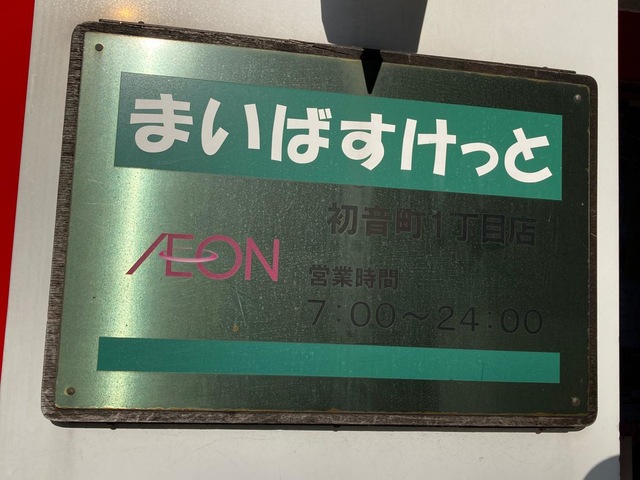 まいばすけっと
初音町1丁目店
AEON
営業時間
7:00～24:00